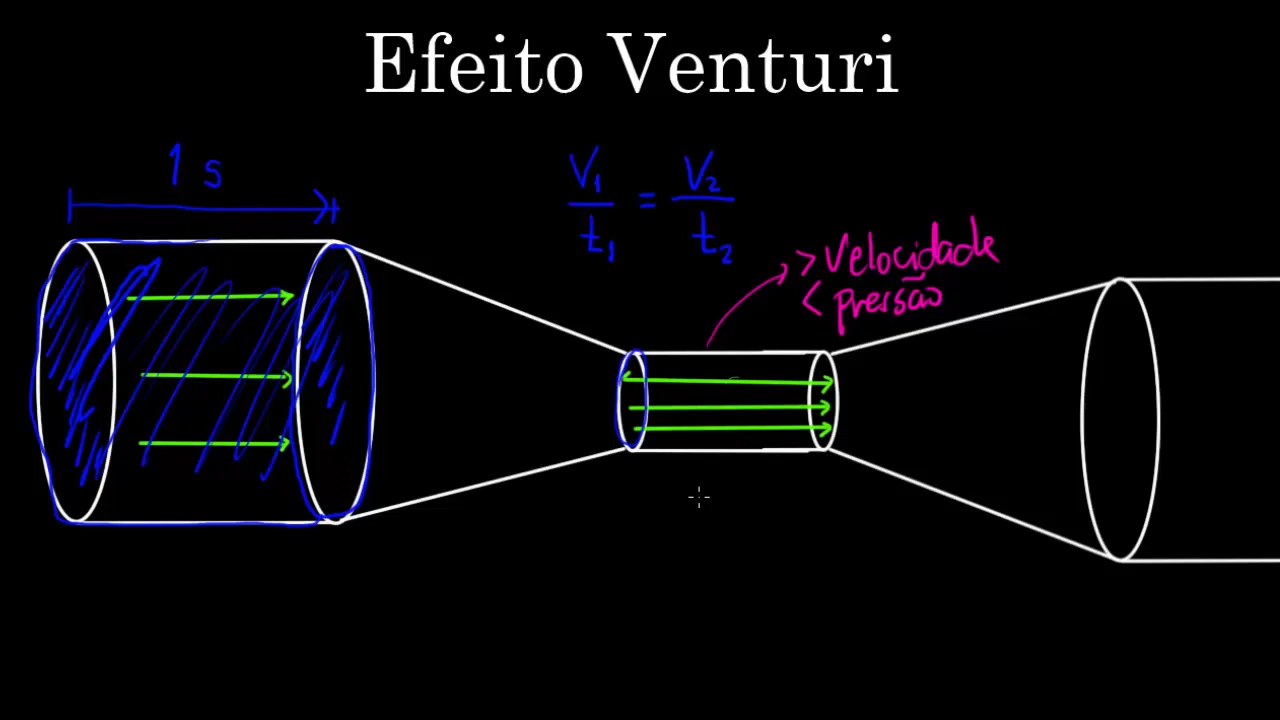 Efeito Venturi
1 s
V₁/t₁ = V₂/t₂
> Velocidade
< pressão